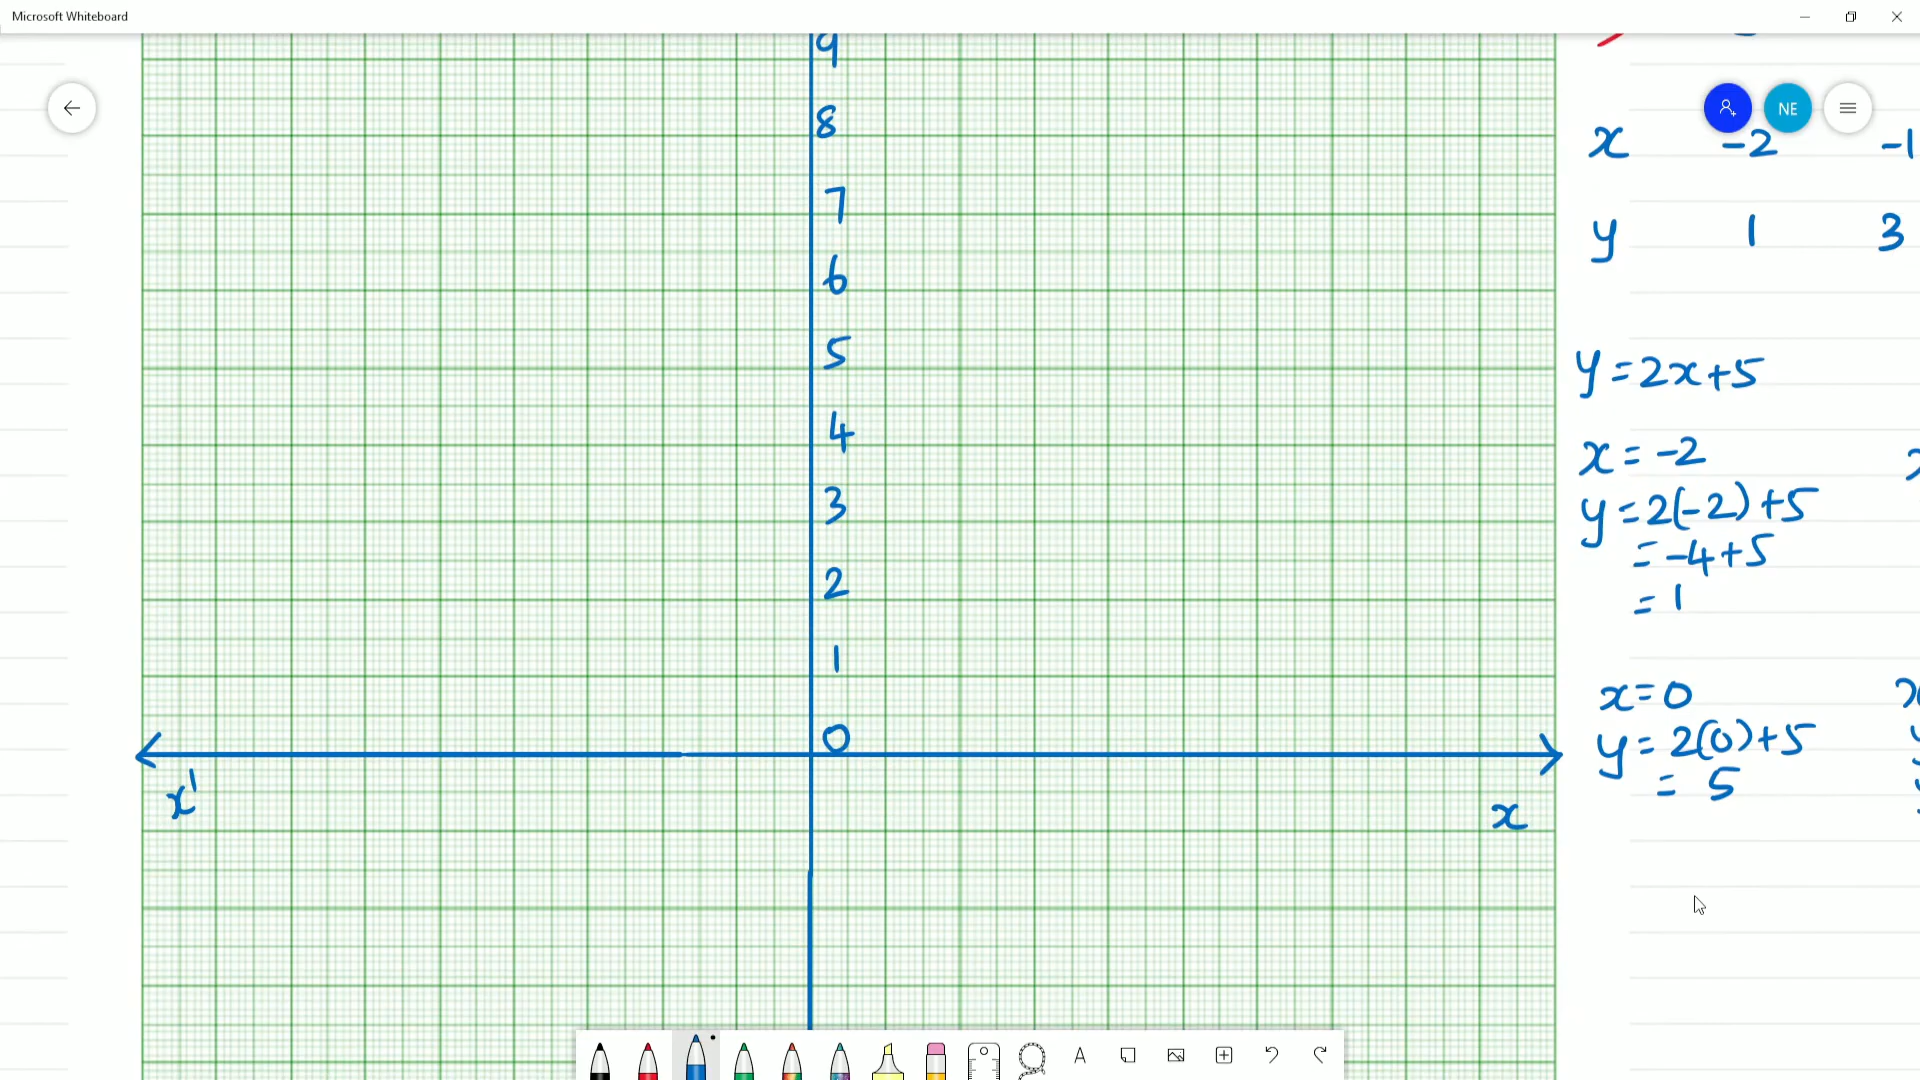 Microsoft Whiteboard
9
8
7
6
5
4
3
2
1
0
x'
x
NE
x -2 -1
y 1 3
y = 2x+5
x = -2
y = 2(-2)+5
= -4+5
= 1
x = 0
y = 2(0)+5
= 5
A